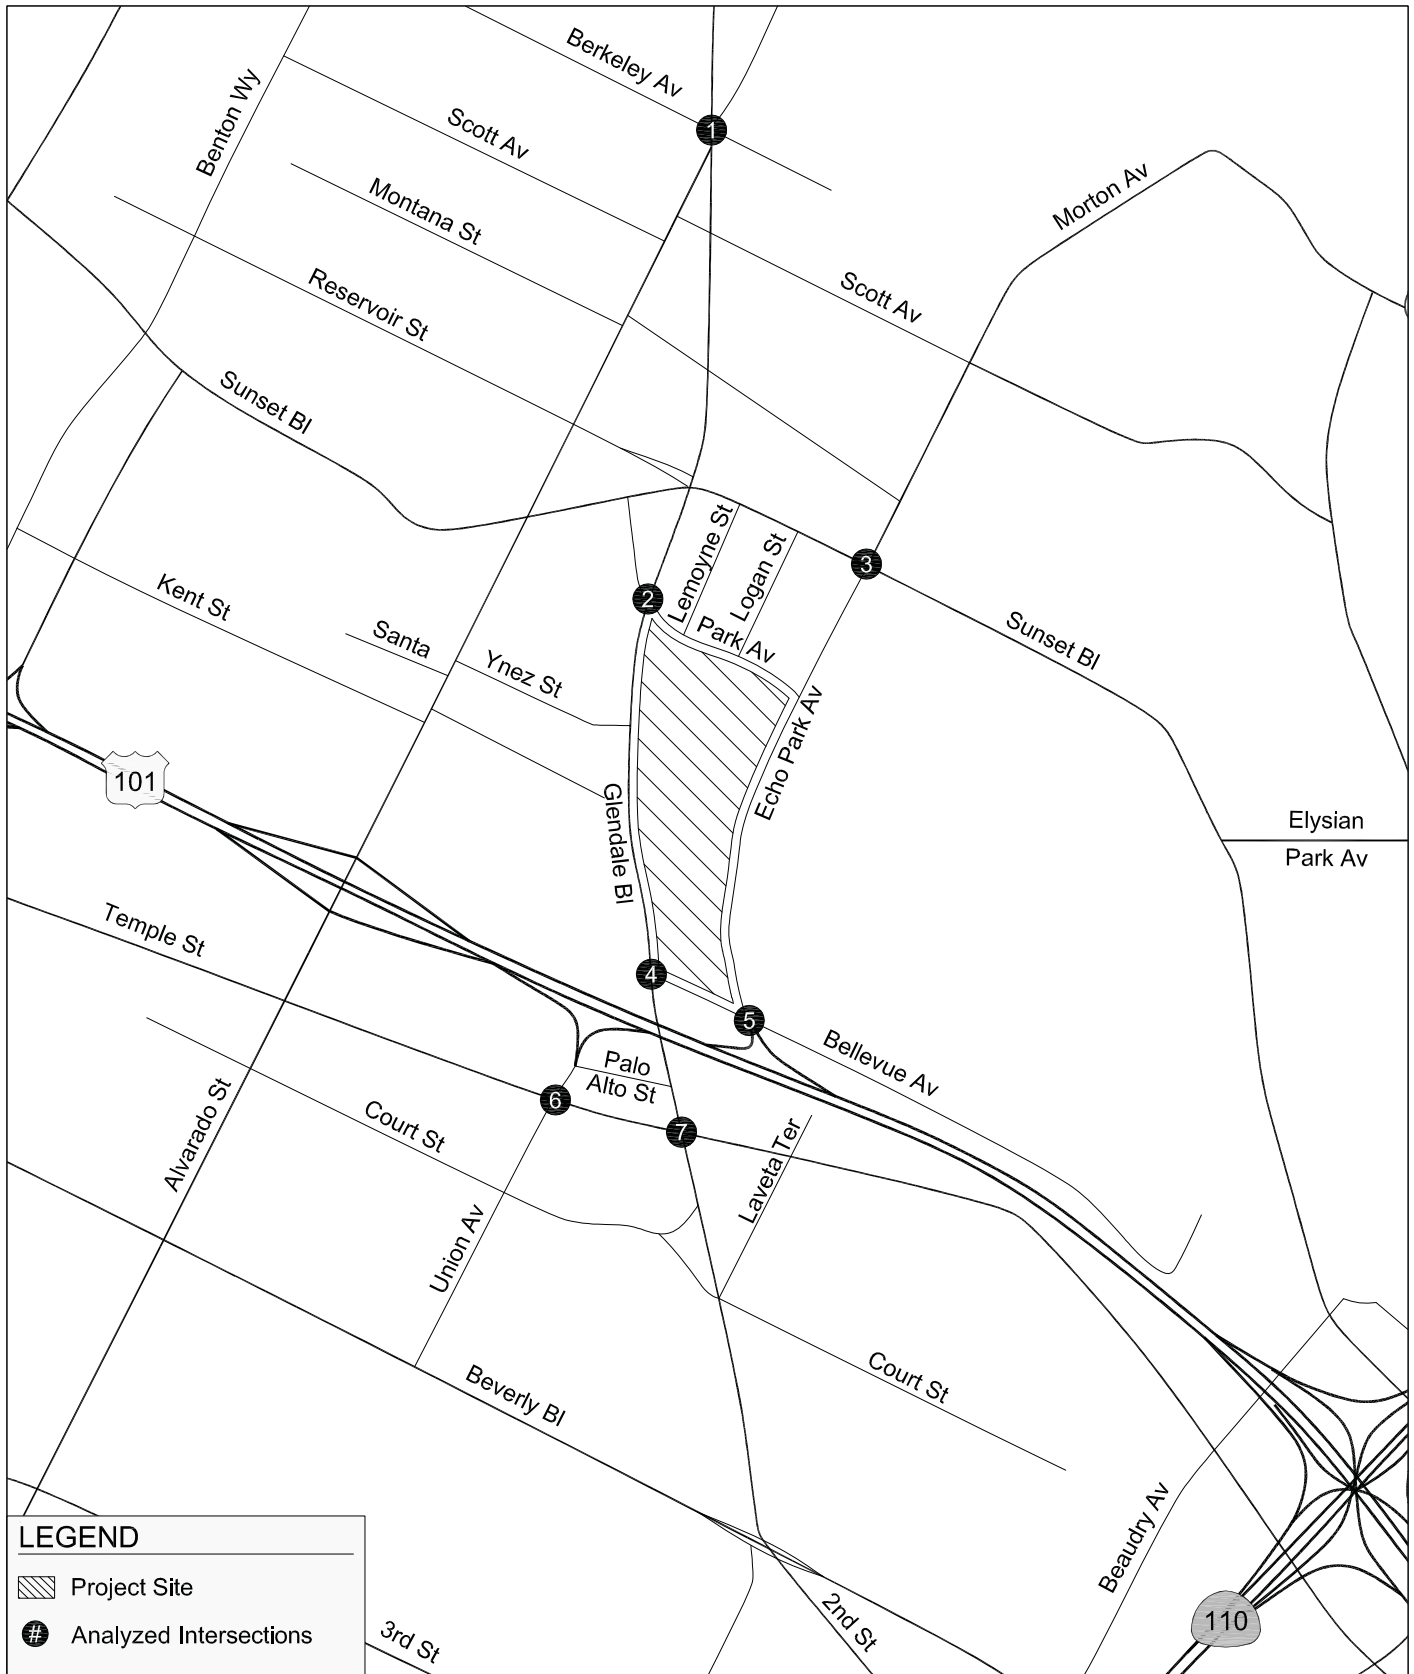 Berkeley Av
Benton Wy
Scott Av
1
Montana St
Morton Av
Reservoir St
Scott Av
Sunset Bl
Lemoyne St
Logan St
3
Kent St
2
Santa
Ynez St
Park Av
Sunset Bl
Echo Park Av
101
Glendale Bl
Elysian
Park Av
Temple St
4
5
Bellevue Av
Palo
Alto St
6
7
Court St
Alvarado St
Laveta Ter
Union Av
Court St
Beverly Bl
Beaudry Av
2nd St
3rd St
110
LEGEND
Project Site
# Analyzed Intersections